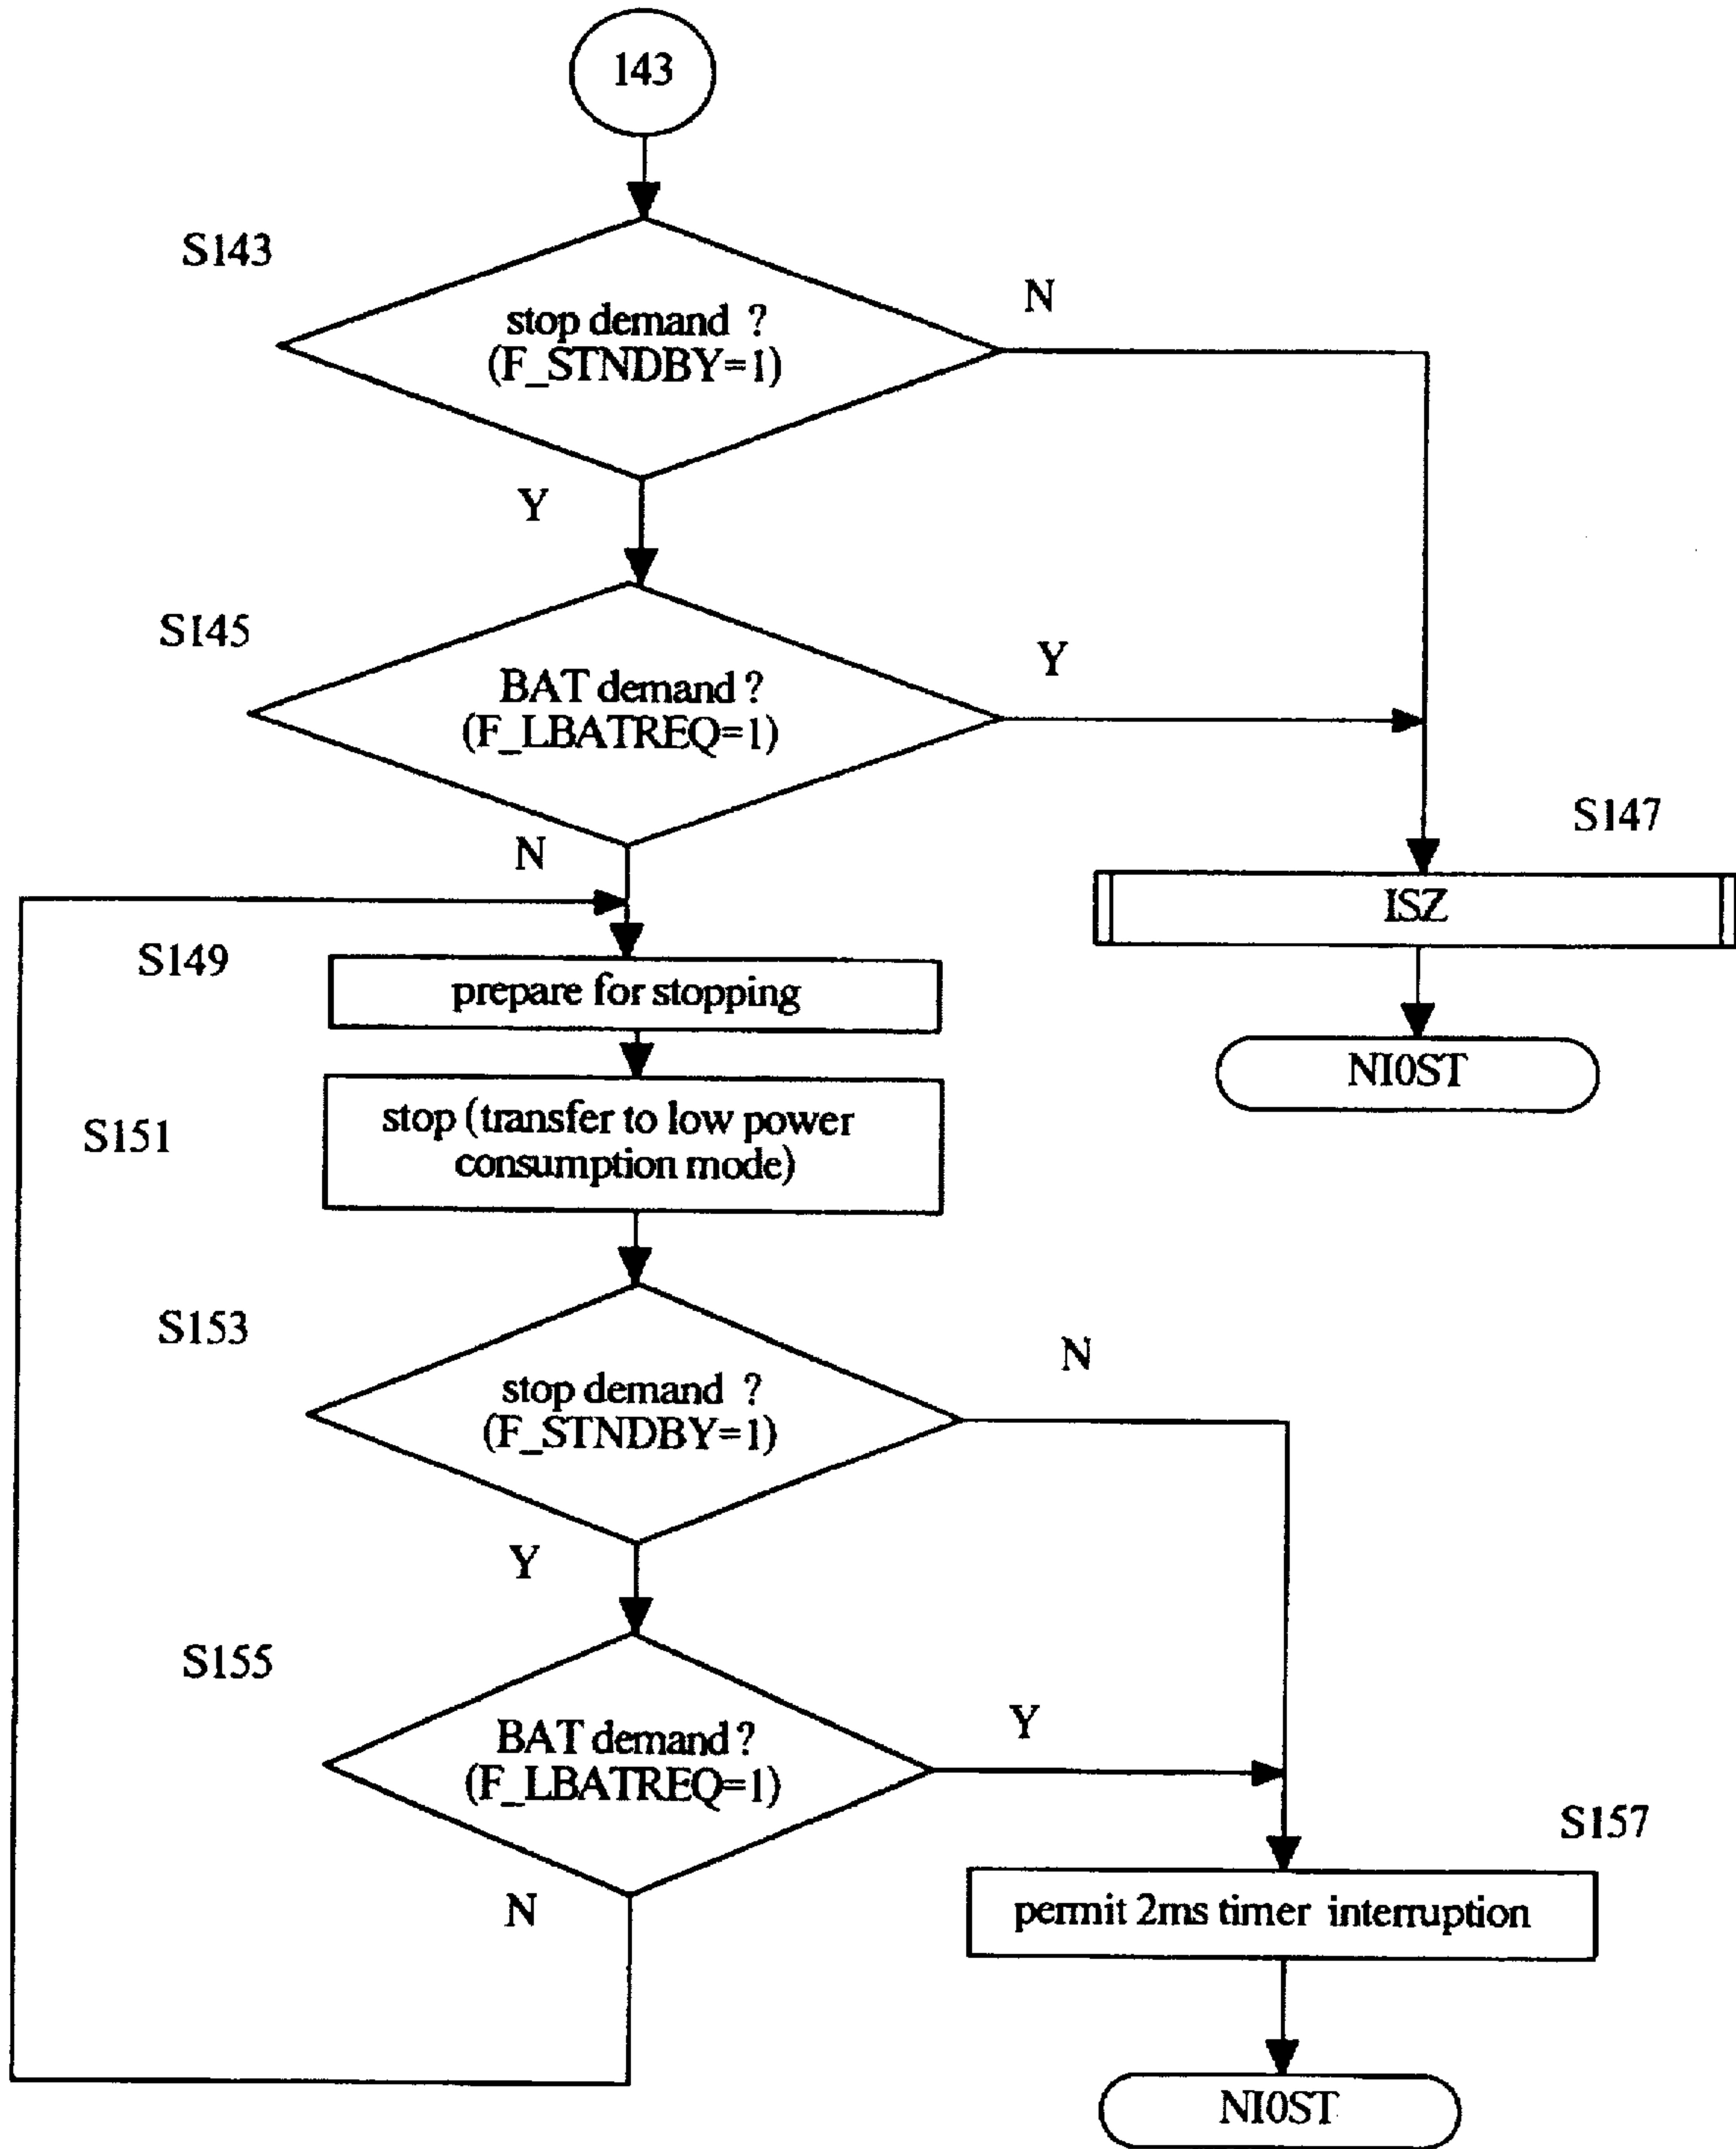 143
S143
stop demand ?
(F_STNDBY=1)
N
Y
S145
BAT demand ?
(F_LBATREQ=1)
Y
N
S147
ISZ
NI0ST
S149
prepare for stopping
S151
stop (transfer to low power
consumption mode)
S153
stop demand ?
(F_STNDBY=1)
N
Y
S155
BAT demand ?
(F_LBATREQ=1)
Y
N
S157
permit 2ms timer interruption
NI0ST